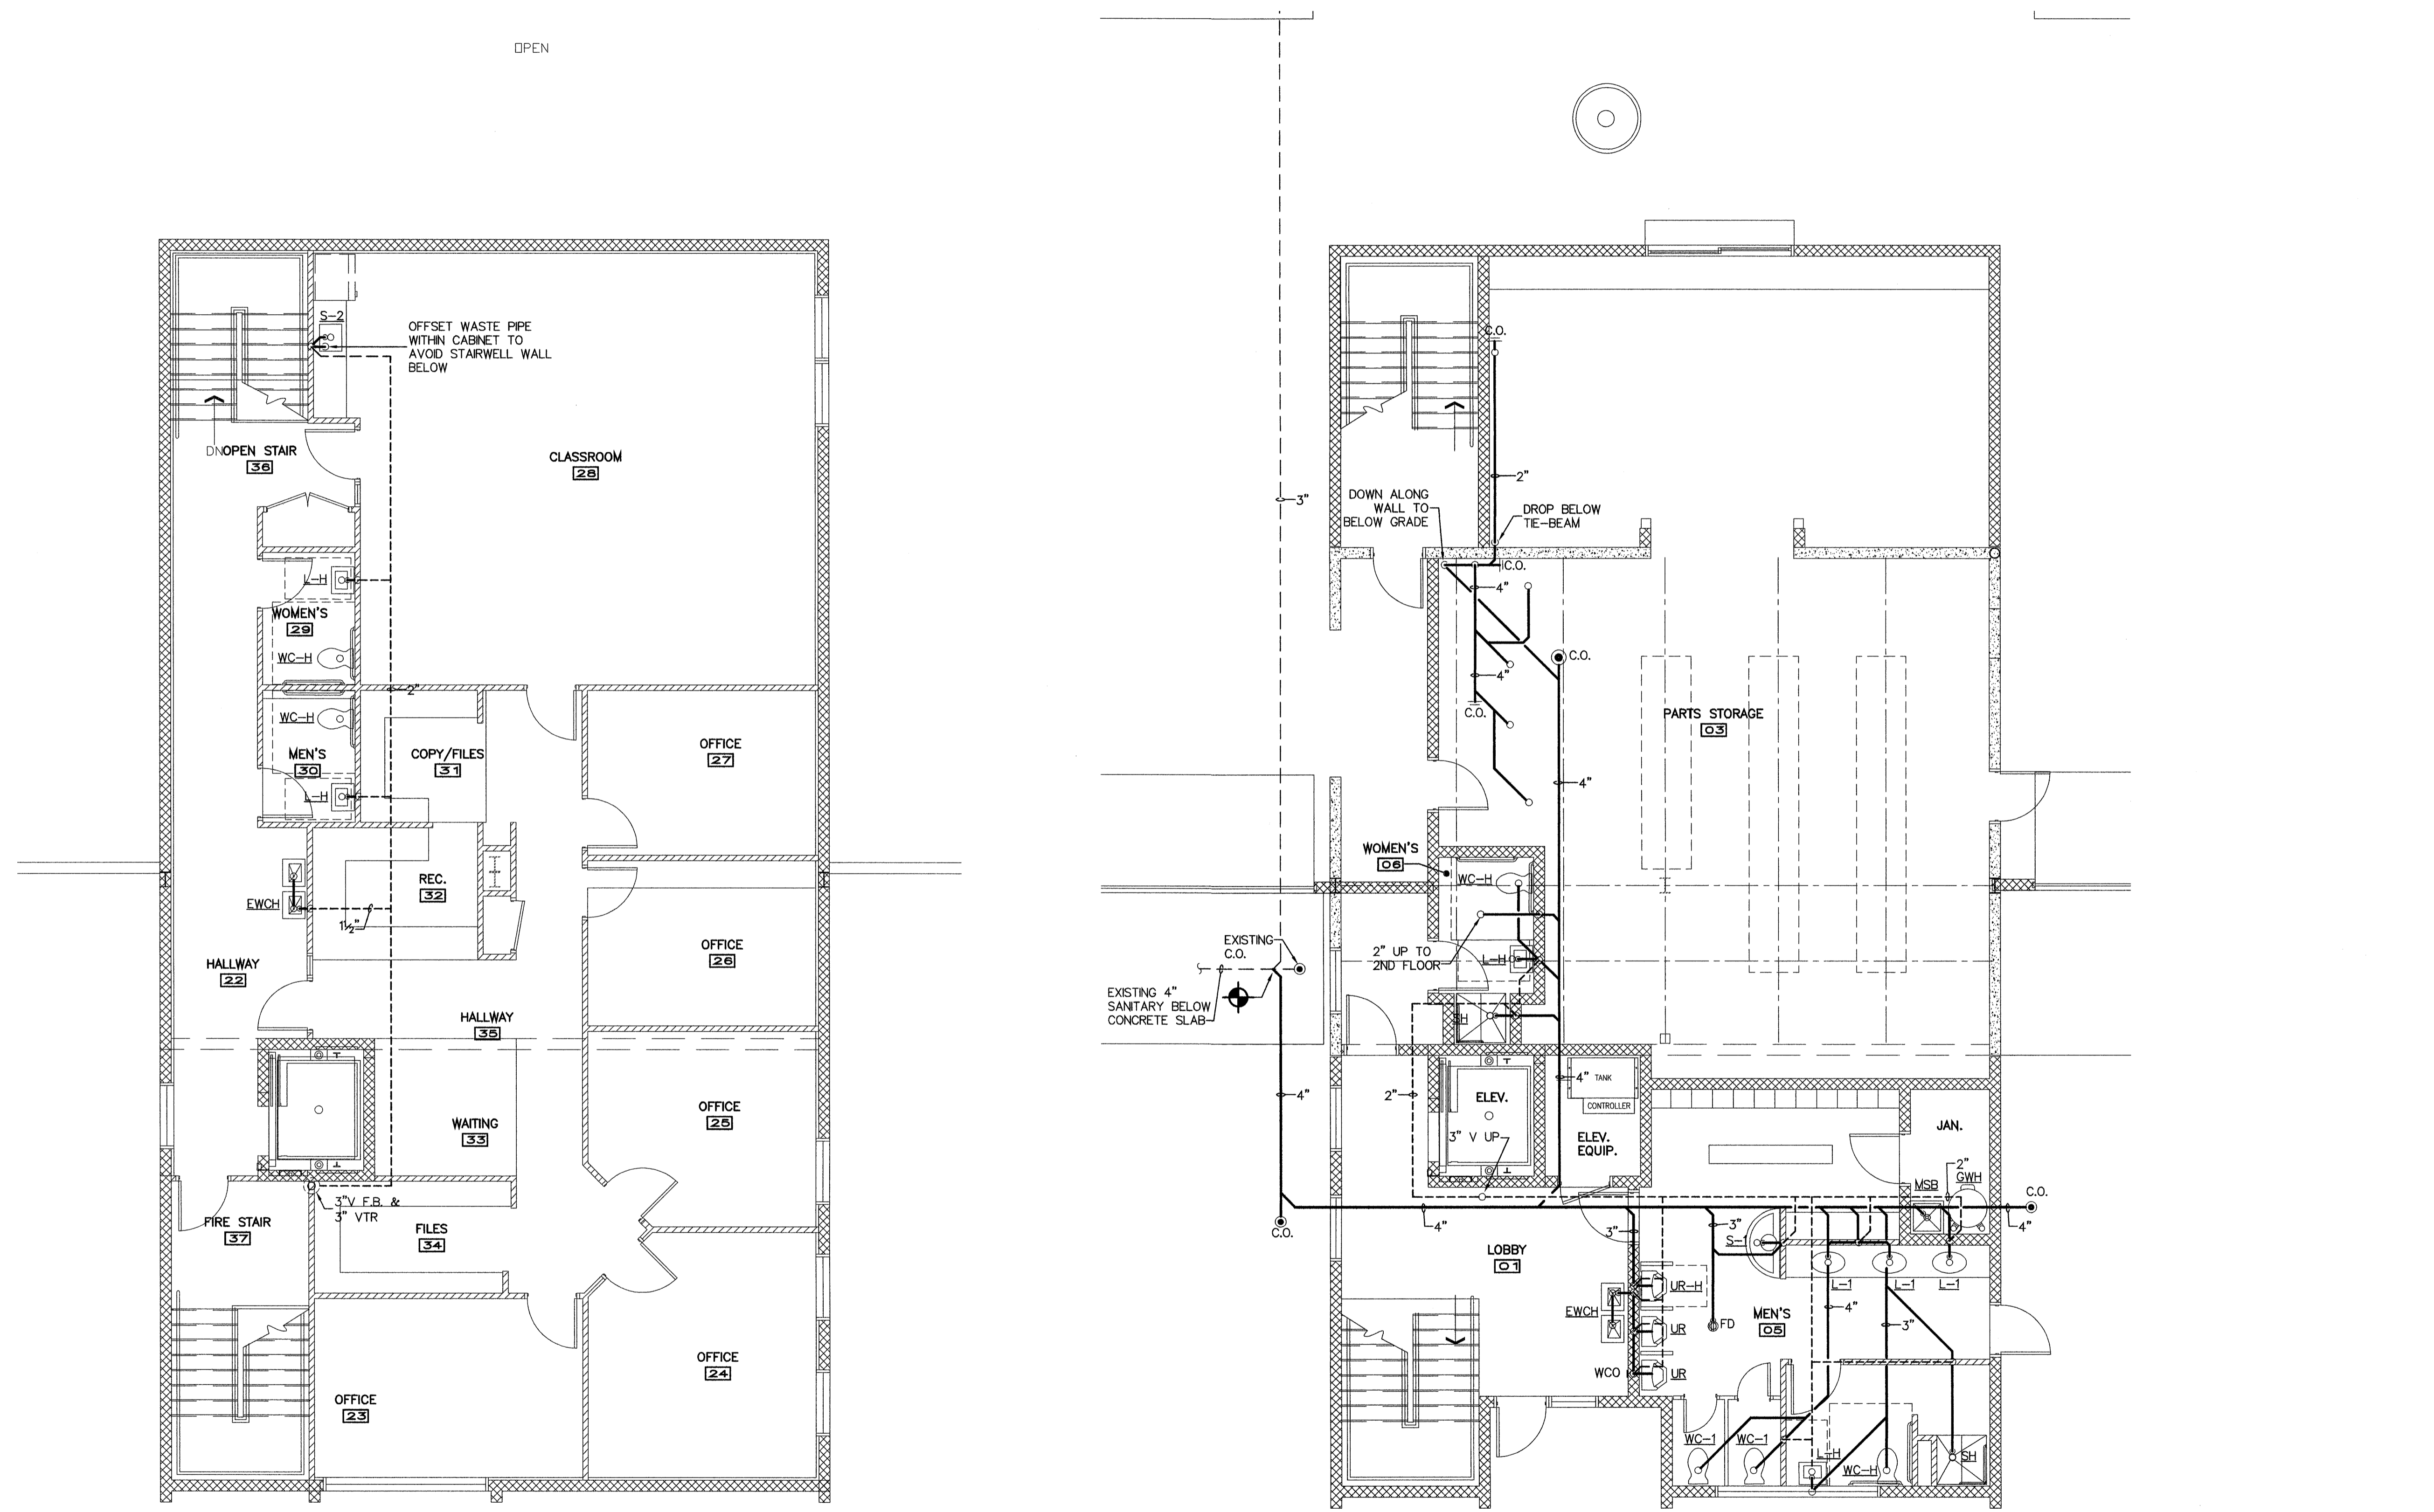 OPEN
S-2
OFFSET WASTE PIPE
WITHIN CABINET TO
AVOID STAIRWELL WALL
BELOW
DN
OPEN STAIR
36
CLASSROOM
28
L-H
WOMEN'S
29
WC-H
2"
WC-H
MEN'S
30
L-H
COPY/FILES
31
OFFICE
27
REC.
32
EWCH
1½"
HALLWAY
22
OFFICE
26
HALLWAY
35
WAITING
33
OFFICE
25
3"V F.B. &
3" VTR
FIRE STAIR
37
FILES
34
OFFICE
24
OFFICE
23
C.O.
2"
3"
DOWN ALONG
WALL TO
BELOW GRADE
DROP BELOW
TIE-BEAM
C.O.
4"
C.O.
4"
C.O.
PARTS STORAGE
03
4"
WOMEN'S
06
WC-H
EXISTING
C.O.
2" UP TO
2ND FLOOR
L-H
EXISTING 4"
SANITARY BELOW
CONCRETE SLAB
SH
4"
TANK
CONTROLLER
4"
2"
ELEV.
3" V UP
ELEV.
EQUIP.
JAN.
2"
GWH
MSB
C.O.
4"
C.O.
4"
3"
3"
S-1
LOBBY
01
UR-H
L-1
L-1
L-1
EWCH
4"
MEN'S
05
3"
FD
UR
WCO
UR
WC-1
WC-1
L-H
WC-H
SH